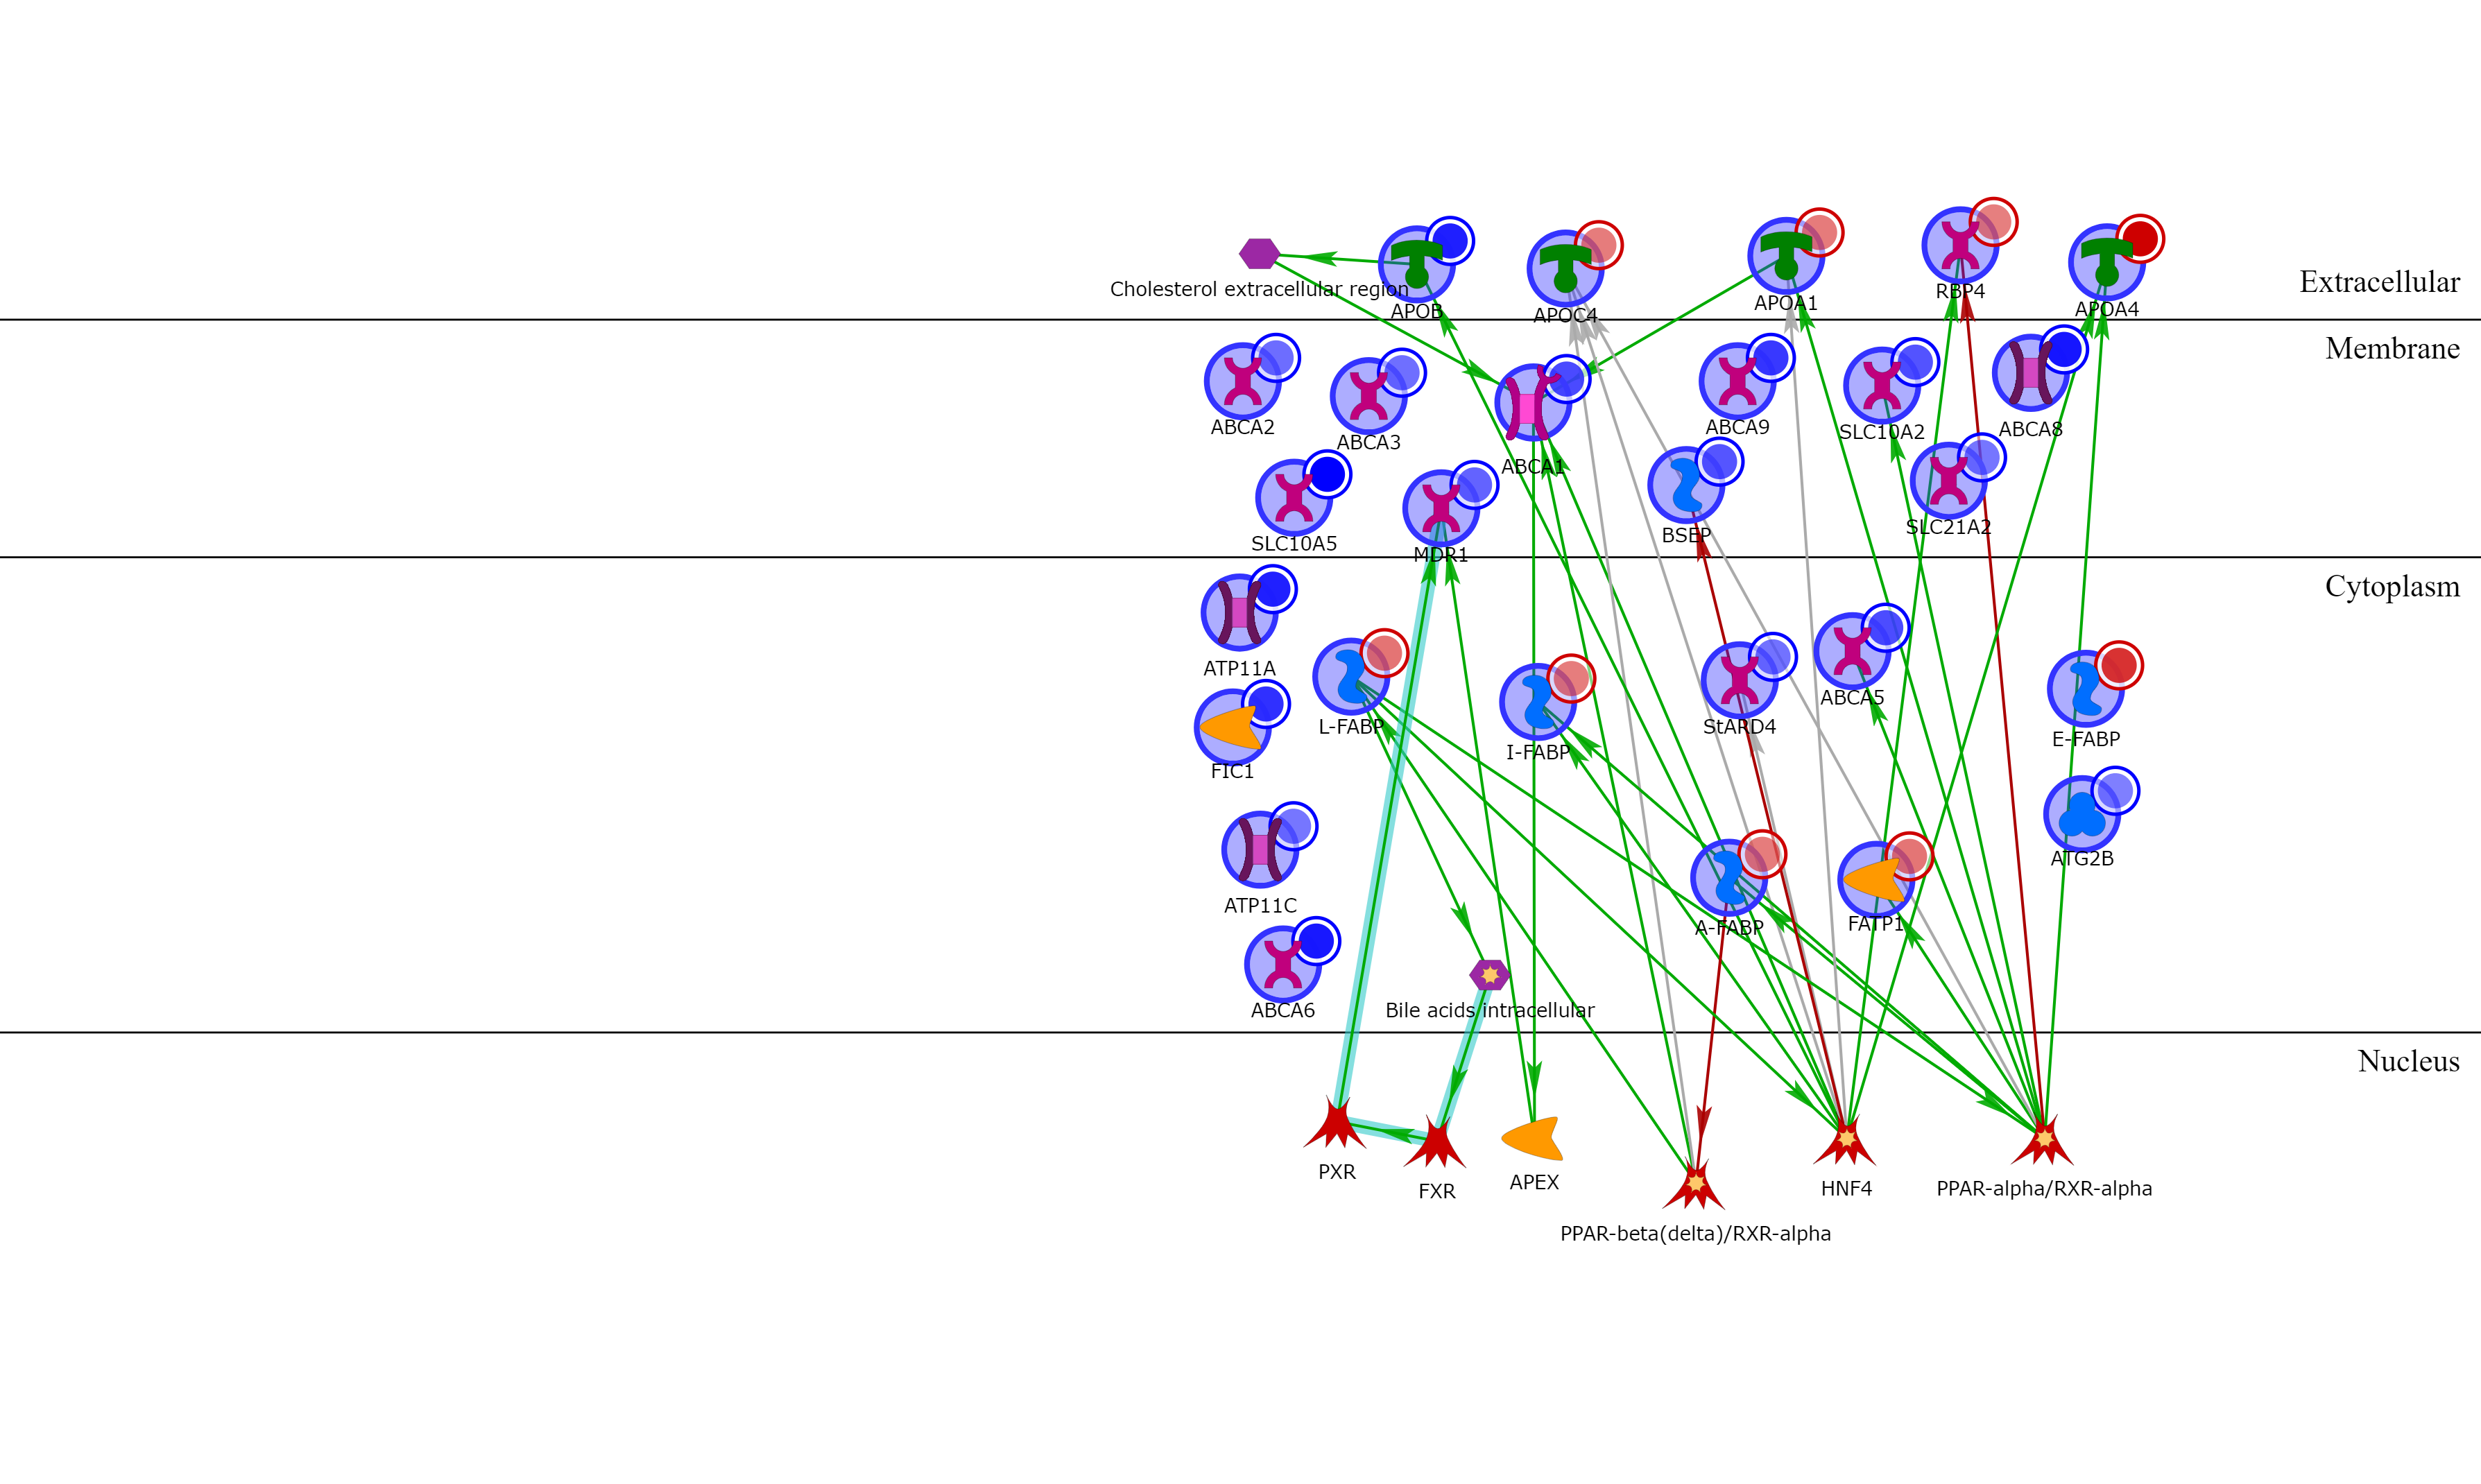 Cholesterol extracellular region
APOB
APOC4
APOA1
RBP4
APOA4
Extracellular
Membrane
ABCA2
ABCA3
ABCA1
ABCA9
SLC10A2
ABCA8
SLC10A5
MDR1
BSEP
SLC21A2
Cytoplasm
ATP11A
L-FABP
I-FABP
StARD4
ABCA5
E-FABP
FIC1
ATP11C
A-FABP
FATP1
ATG2B
ABCA6
Bile acids intracellular
Nucleus
PXR
FXR
APEX
HNF4
PPAR-alpha/RXR-alpha
PPAR-beta(delta)/RXR-alpha